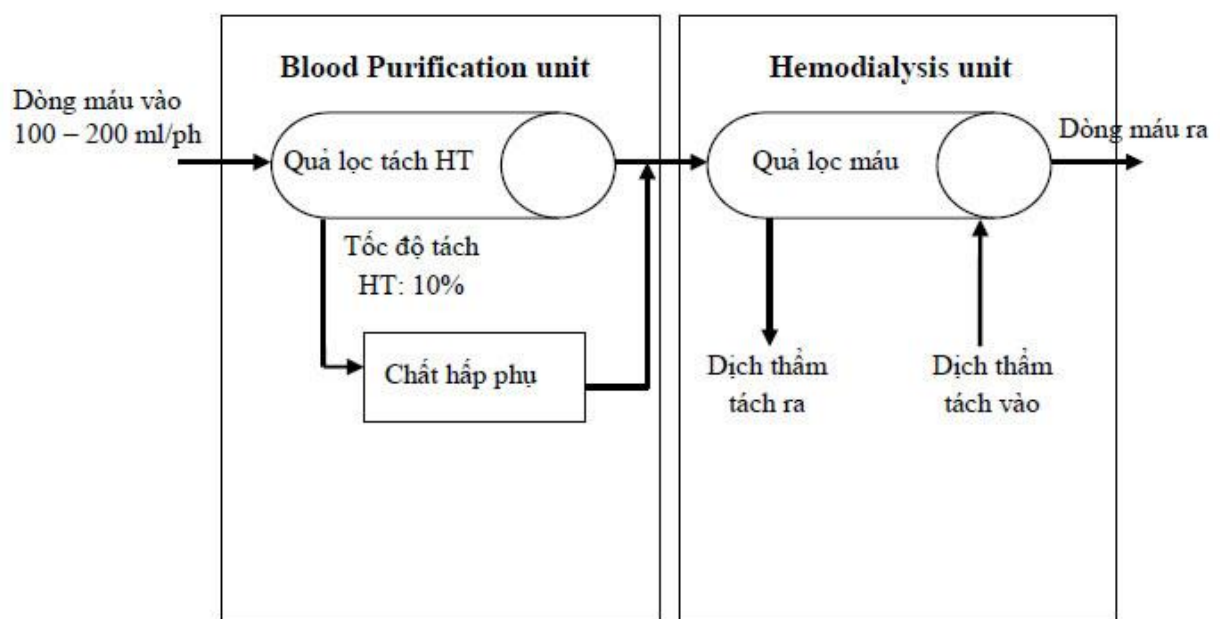 Blood Purification unit
Hemodialysis unit
Dòng máu vào
100 – 200 ml/ph
Quả lọc tách HT
Quả lọc máu
Dòng máu ra
Tốc độ tách
HT: 10%
Chất hấp phụ
Dịch thẩm
tách ra
Dịch thẩm
tách vào